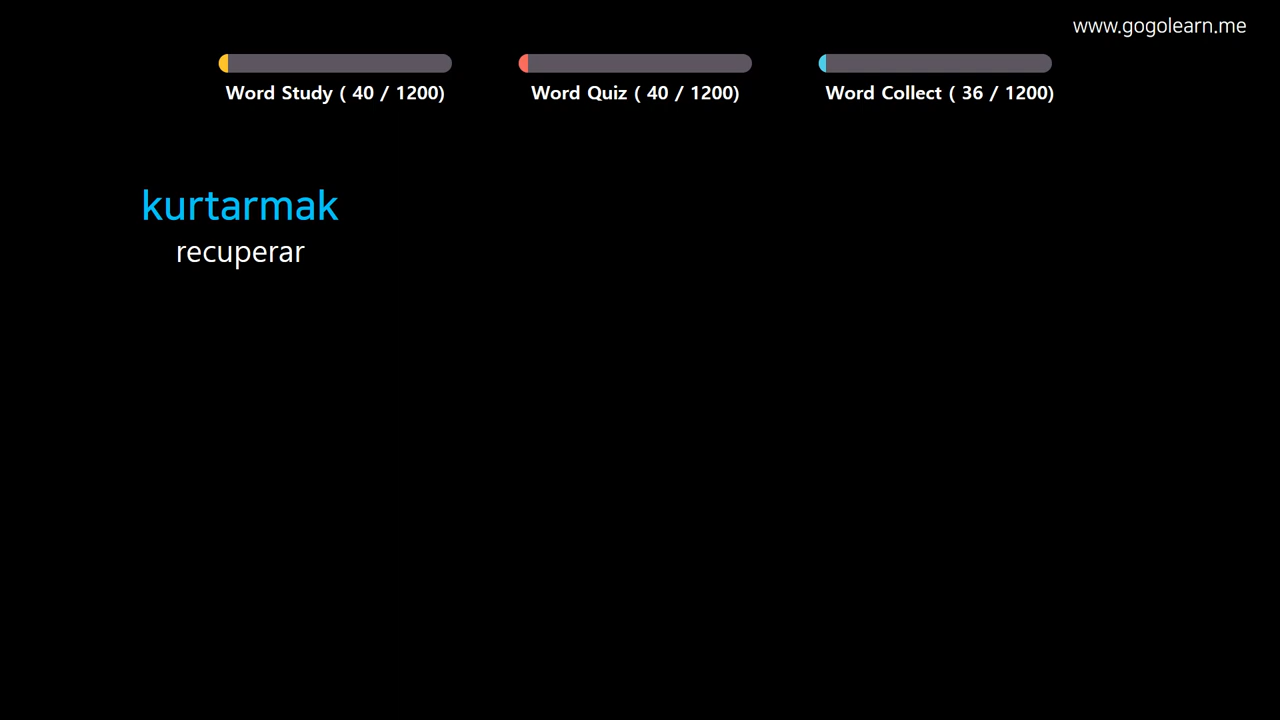 www.gogolearn.me
Word Study ( 40 / 1200)
Word Quiz ( 40 / 1200)
Word Collect ( 36 / 1200)
kurtarmak
recuperar